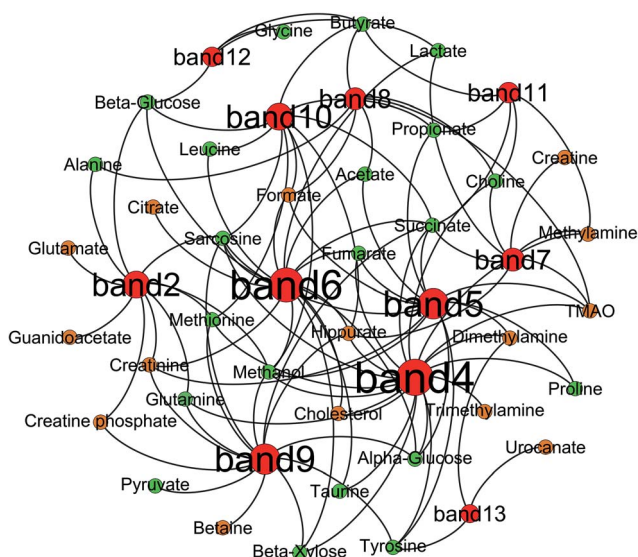 Butyrate
Glycine
Lactate
band12
band8
band11
Beta-Glucose
band10
Propionate
Leucine
Creatine
Alanine
Acetate
Choline
Formate
Citrate
Succinate
Methylamine
Sarcosine
Glutamate
Fumarate
band7
band2
band6
band5
TMAO
Methionine
Hippurate
Dimethylamine
Guanidoacetate
Creatinine
Methanol
band4
Proline
Glutamine
Cholesterol
Trimethylamine
Creatine phosphate
Urocanate
band9
Alpha-Glucose
Pyruvate
Taurine
band13
Betaine
Beta-Xylose
Tyrosine